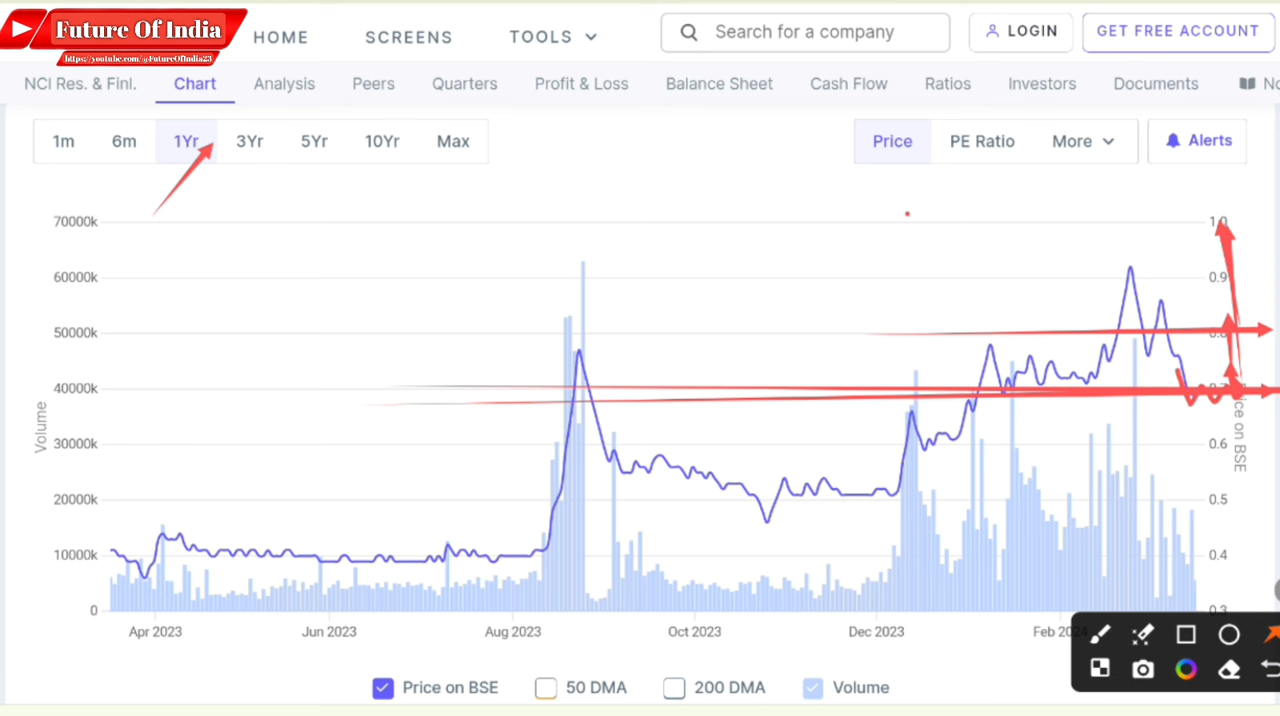 Future Of India
https://youtube.com/@FutureOfIndia23
HOME SCREENS TOOLS
Search for a company
LOGIN
GET FREE ACCOUNT
NCI Res. & Finl. Chart Analysis Peers Quarters Profit & Loss Balance Sheet Cash Flow Ratios Investors Documents No
1m 6m 1Yr 3Yr 5Yr 10Yr Max
Price PE Ratio More
Alerts
70000k
60000k 0.9
50000k 0.8
40000k
30000k 0.6
20000k 0.5
10000k 0.4
0 0.3
Volume
Price on BSE
Apr 2023 Jun 2023 Aug 2023 Oct 2023 Dec 2023 Feb 2024
Price on BSE 50 DMA 200 DMA Volume